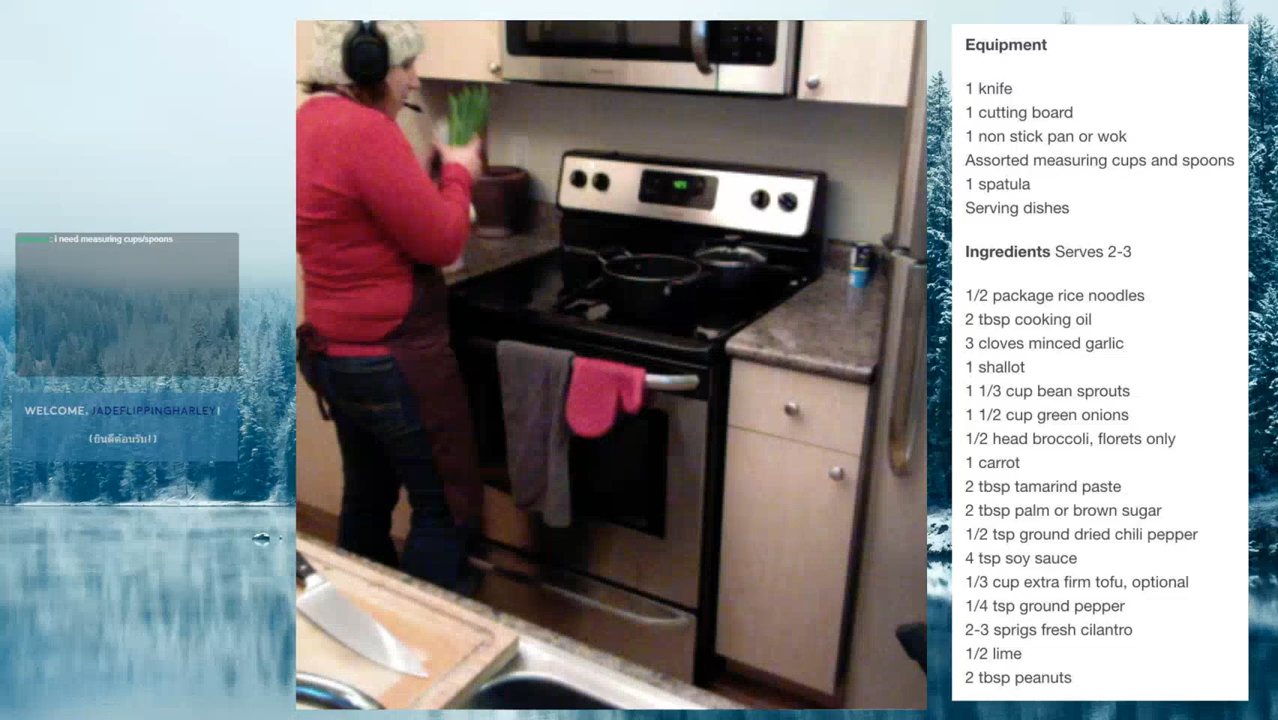 : i need measuring cups/spoons
WELCOME, JADEFLIPPINGHARLEY!
(ยินดีต้อนรับ!)
Equipment
1 knife
1 cutting board
1 non stick pan or wok
Assorted measuring cups and spoons
1 spatula
Serving dishes
Ingredients Serves 2-3
1/2 package rice noodles
2 tbsp cooking oil
3 cloves minced garlic
1 shallot
1 1/3 cup bean sprouts
1 1/2 cup green onions
1/2 head broccoli, florets only
1 carrot
2 tbsp tamarind paste
2 tbsp palm or brown sugar
1/2 tsp ground dried chili pepper
4 tsp soy sauce
1/3 cup extra firm tofu, optional
1/4 tsp ground pepper
2-3 sprigs fresh cilantro
1/2 lime
2 tbsp peanuts